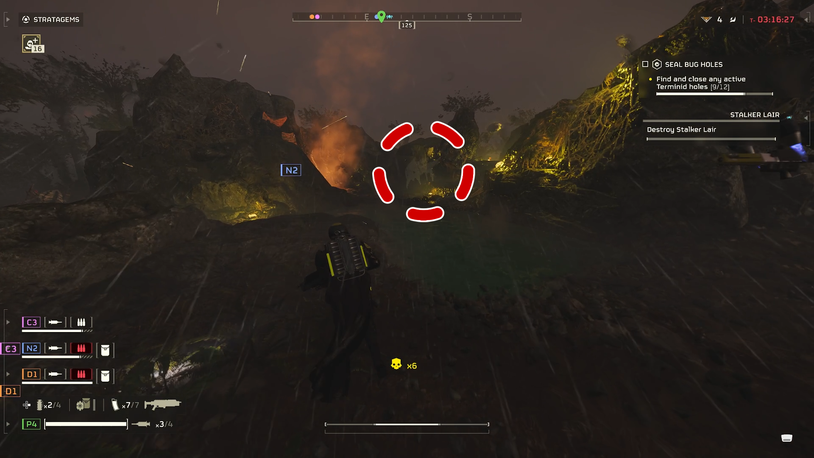 STRATAGEMS
16
E
S
[125]
4
T- 03:16:27
SEAL BUG HOLES
Find and close any active
Terminid holes [9/12]
STALKER LAIR
Destroy Stalker Lair
N2
x6
C3
C3
N2
D1
D1
x2/4
x7/7
P4
x3/4